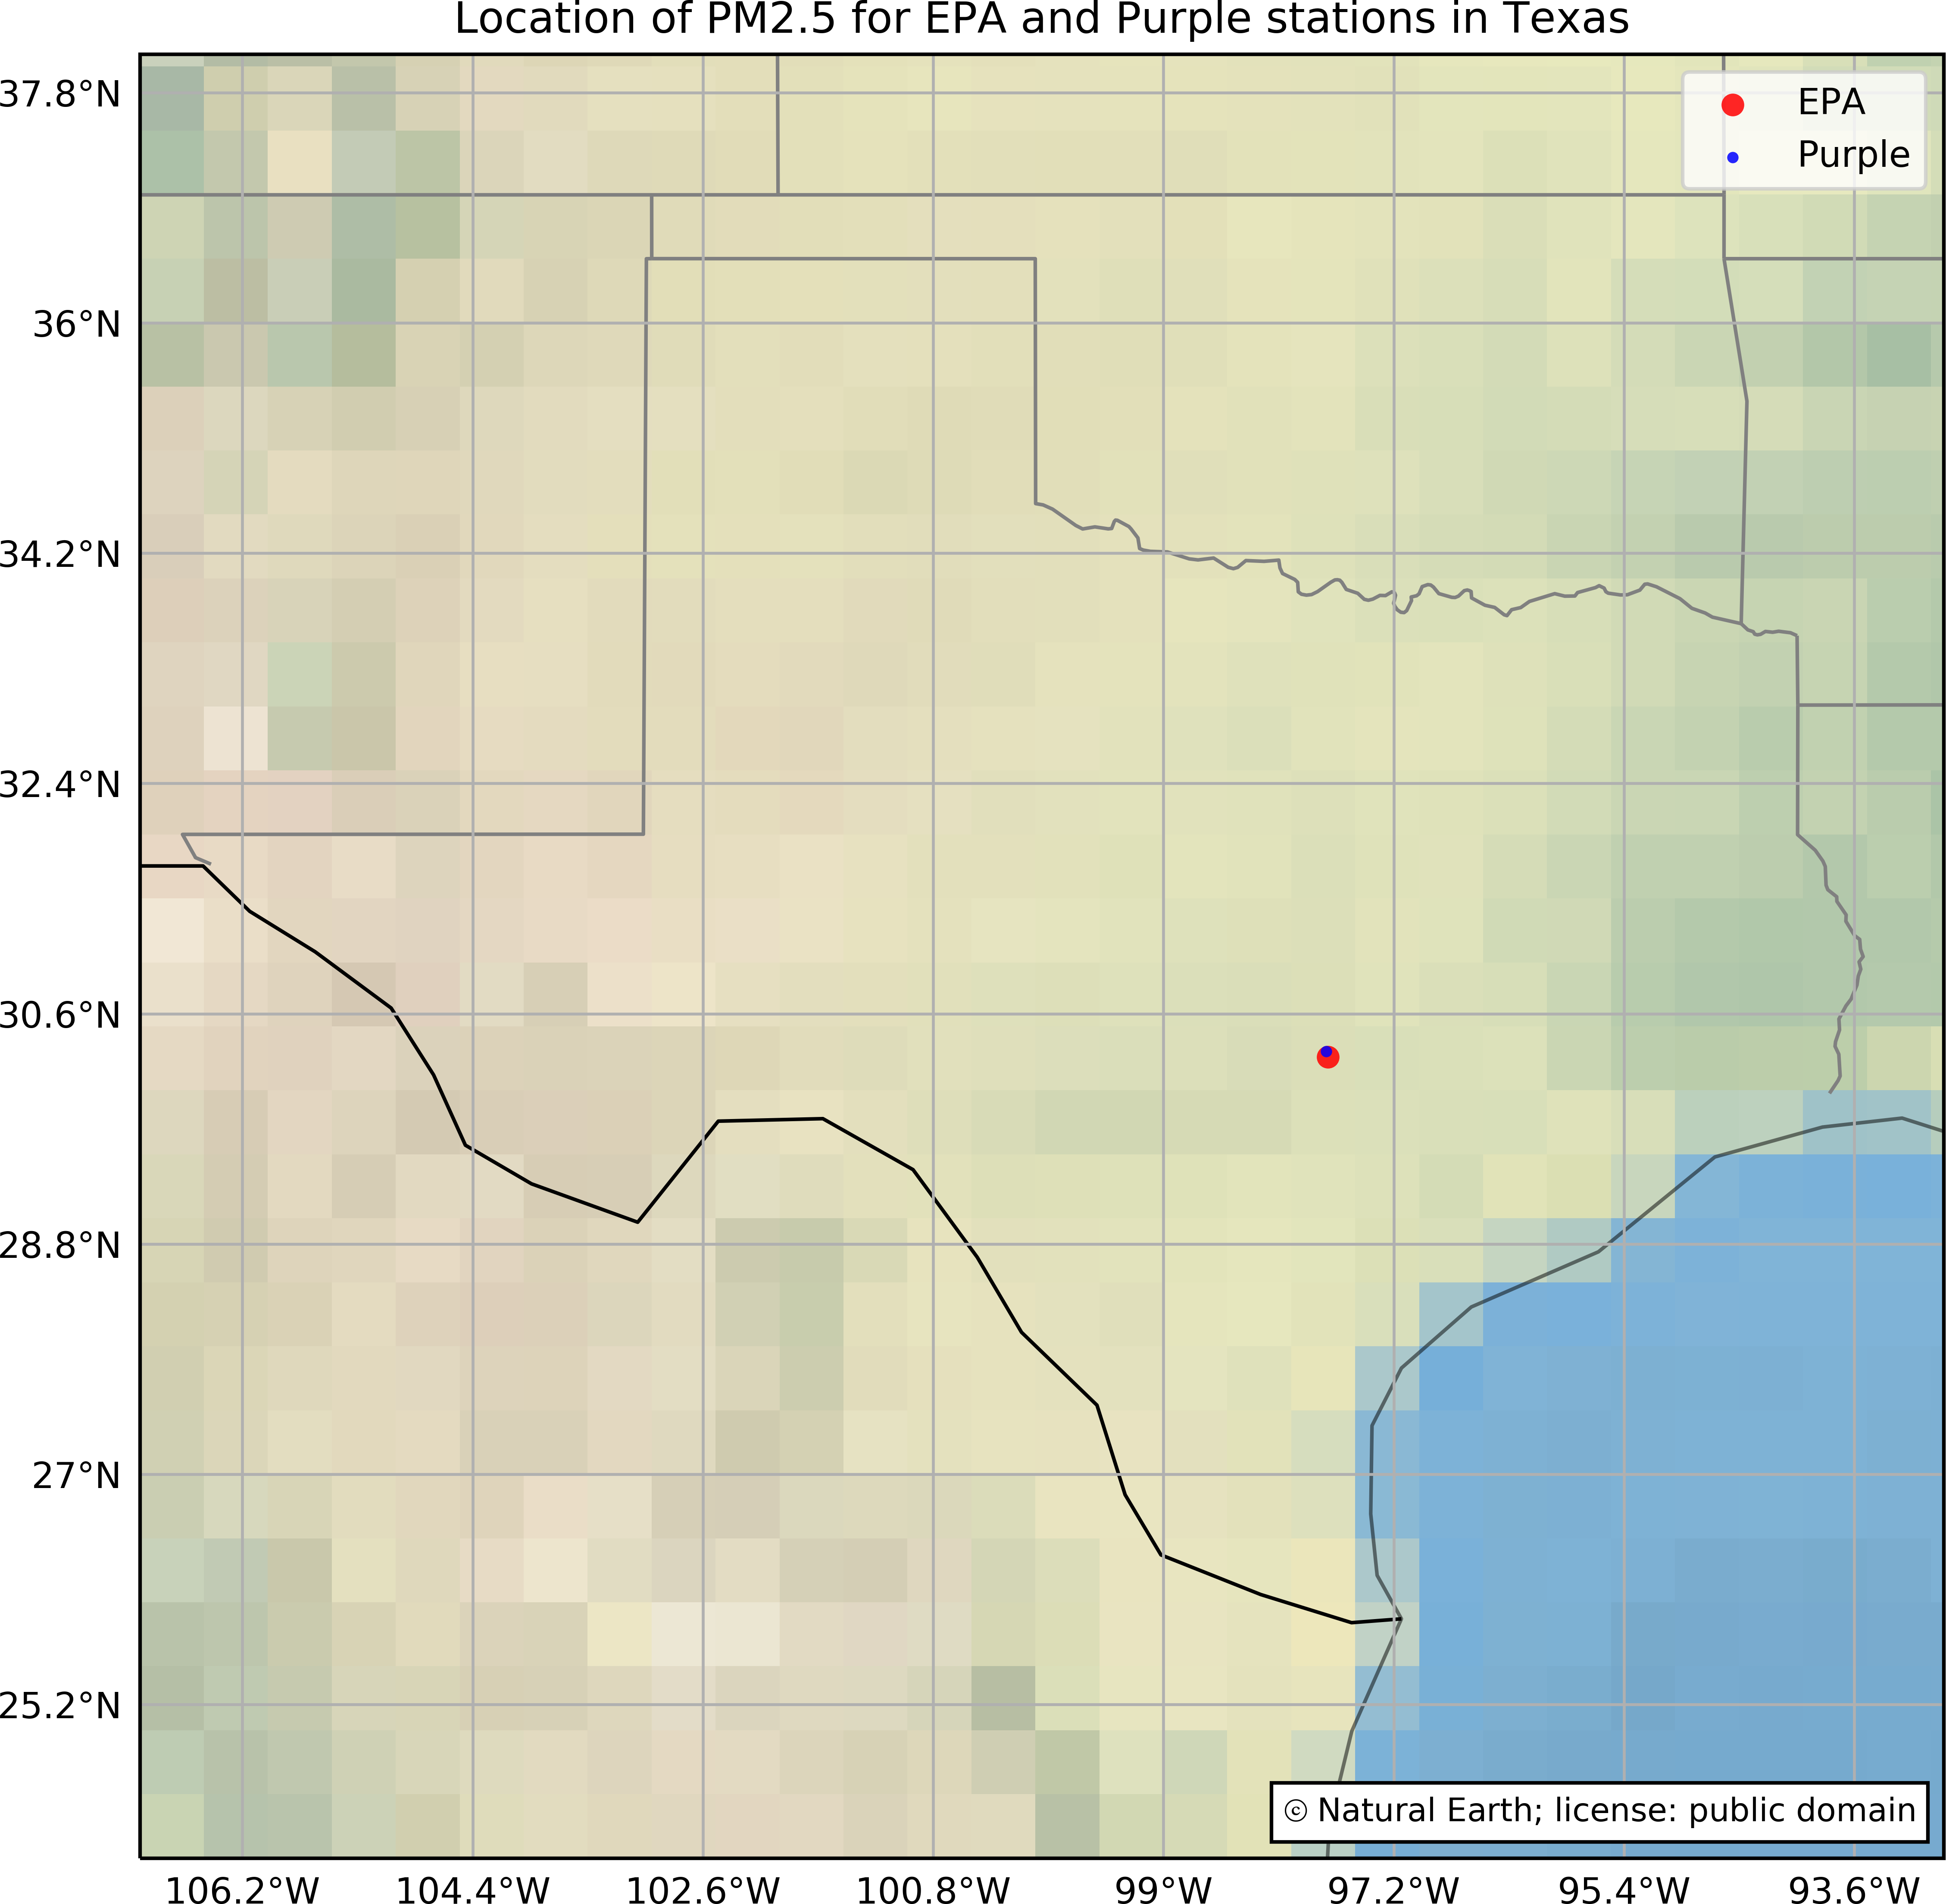 Location of PM2.5 for EPA and Purple stations in Texas
37.8°N
EPA
Purple
36°N
34.2°N
32.4°N
30.6°N
28.8°N
27°N
25.2°N
© Natural Earth; license: public domain
106.2°W 104.4°W 102.6°W 100.8°W 99°W 97.2°W 95.4°W 93.6°W